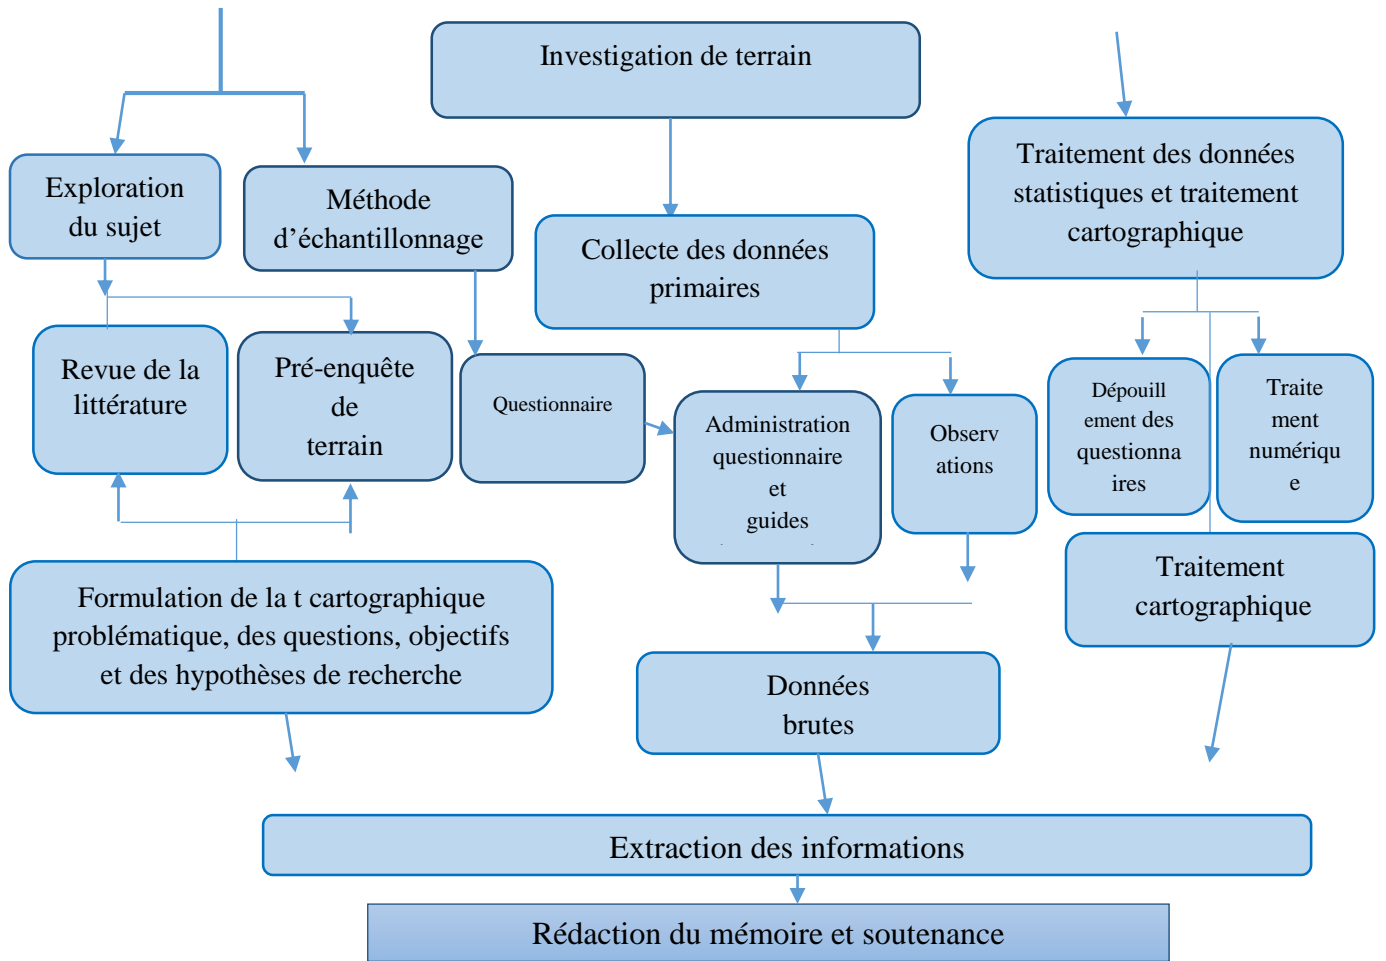 Investigation de terrain
Exploration
du sujet
Méthode
d’échantillonnage
Traitement des données
statistiques et traitement
cartographique
Collecte des données
primaires
Revue de la
littérature
Pré-enquête
de
terrain
Questionnaire
Administration
questionnaire
et
guides
Observ
ations
Dépouill
ement des
questionna
ires
Traite
ment
numériqu
e
Traitement
cartographique
Formulation de la t cartographique
problématique, des questions, objectifs
et des hypothèses de recherche
Données
brutes
Extraction des informations
Rédaction du mémoire et soutenance